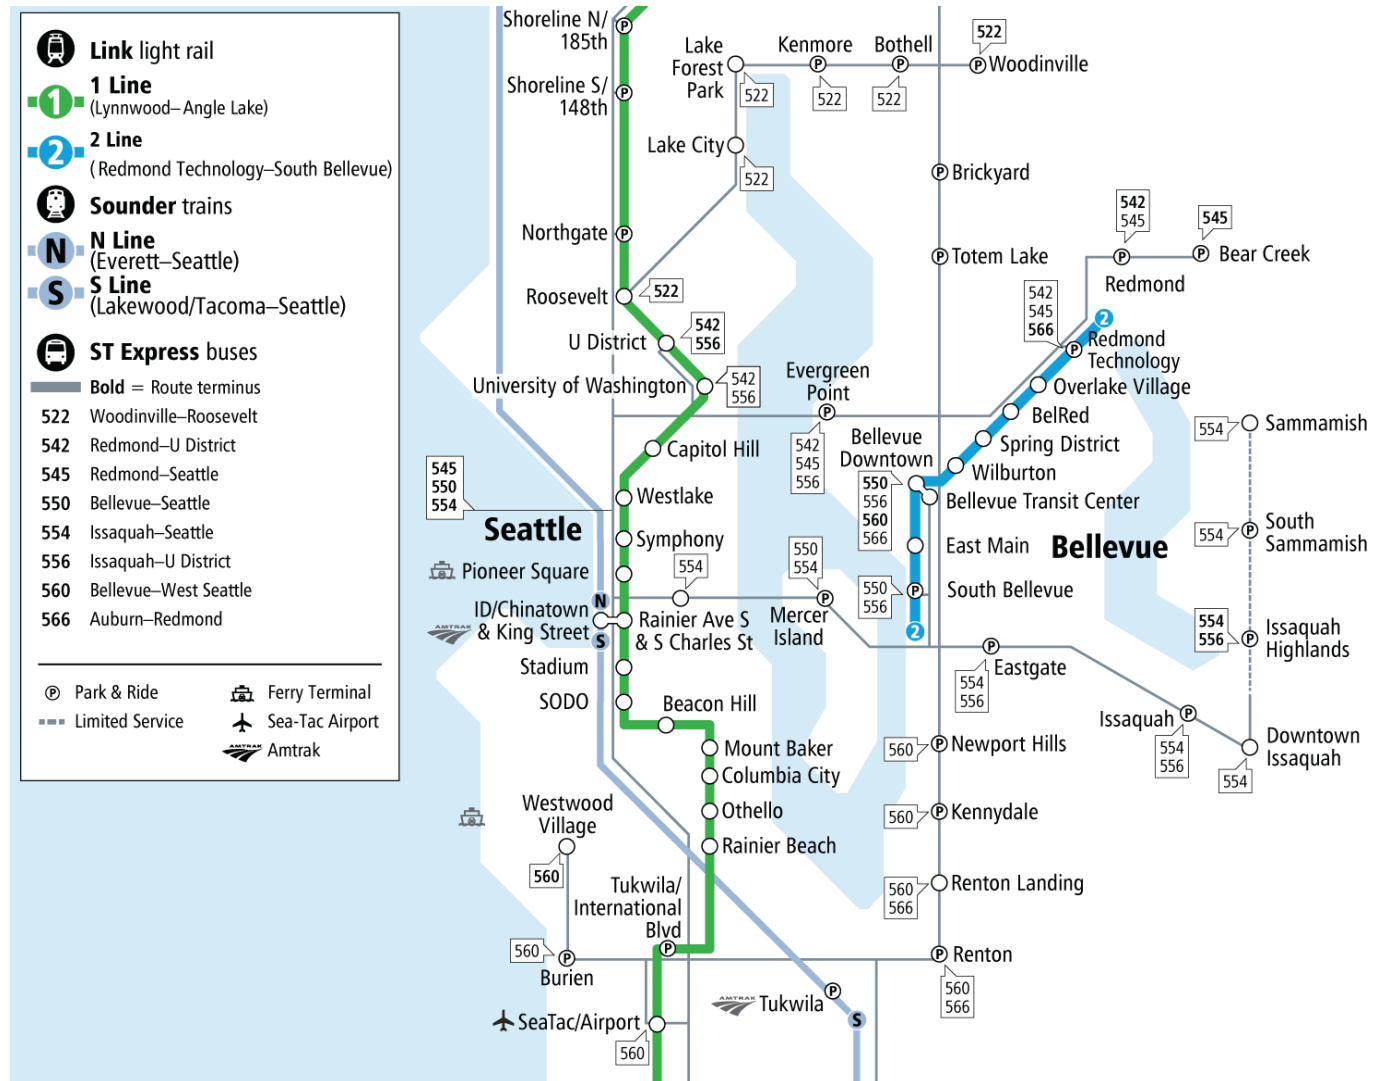 Link light rail
1
1 Line
(Lynnwood–Angle Lake)
2
2 Line
( Redmond Technology–South Bellevue)
Sounder trains
N
N Line
(Everett–Seattle)
S
S Line
(Lakewood/Tacoma–Seattle)
ST Express buses
Bold = Route terminus
522 Woodinville–Roosevelt
542 Redmond–U District
545 Redmond–Seattle
550 Bellevue–Seattle
554 Issaquah–Seattle
556 Issaquah–U District
560 Bellevue–West Seattle
566 Auburn–Redmond
P Park & Ride
Limited Service
Ferry Terminal
Sea-Tac Airport
AMTRAK Amtrak
Shoreline N/
185th
P
Shoreline S/
148th
P
Northgate
P
Roosevelt
522
U District
542
556
University of Washington
542
556
Capitol Hill
Westlake
Symphony
Pioneer Square
545
550
554
Seattle
N
ID/Chinatown
& King Street
AMTRAK
S
Stadium
SODO
Beacon Hill
Mount Baker
Columbia City
Othello
Rainier Beach
Tukwila/
International
Blvd
P
SeaTac/Airport
560
Westwood
Village
560
560
P
Burien
AMTRAK
Tukwila
P
S
Lake
Forest
Park
522
Kenmore
P
522
Bothell
P
522
522
P
Woodinville
Lake City
522
P
Brickyard
P
Totem Lake
542
545
P
Redmond
545
P
Bear Creek
542
545
566
2
P
Redmond
Technology
Overlake Village
BelRed
Spring District
Wilburton
Evergreen
Point
P
542
545
556
Bellevue
Downtown
550
556
560
566
Bellevue Transit Center
East Main
Bellevue
550
556
P
South Bellevue
2
554
Rainier Ave S
& S Charles St
550
554
P
Mercer
Island
P
Eastgate
554
556
Issaquah
P
554
556
Downtown
Issaquah
554
554
Sammamish
554
P
South
Sammamish
554
556
P
Issaquah
Highlands
560
P
Newport Hills
560
P
Kennydale
560
566
Renton Landing
P
Renton
560
566